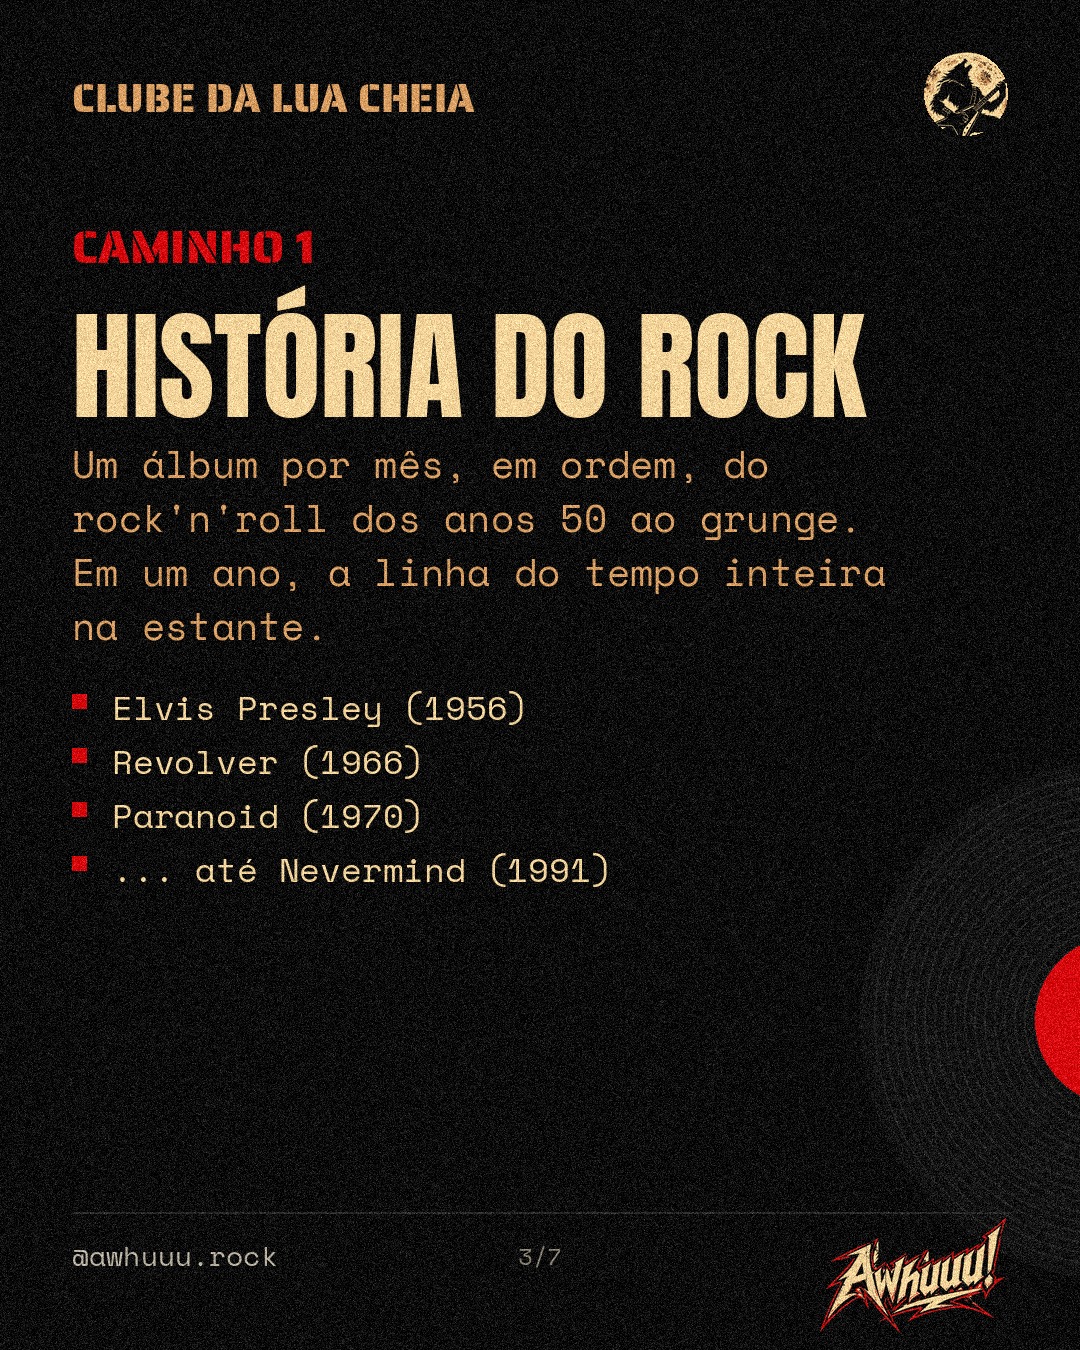 CLUBE DA LUA CHEIA
CAMINHO 1
HISTÓRIA DO ROCK
Um álbum por mês, em ordem, do
rock'n'roll dos anos 50 ao grunge.
Em um ano, a linha do tempo inteira
na estante.
Elvis Presley (1956)
Revolver (1966)
Paranoid (1970)
... até Nevermind (1991)
@awhuuu.rock
3/7
Awhuuu!